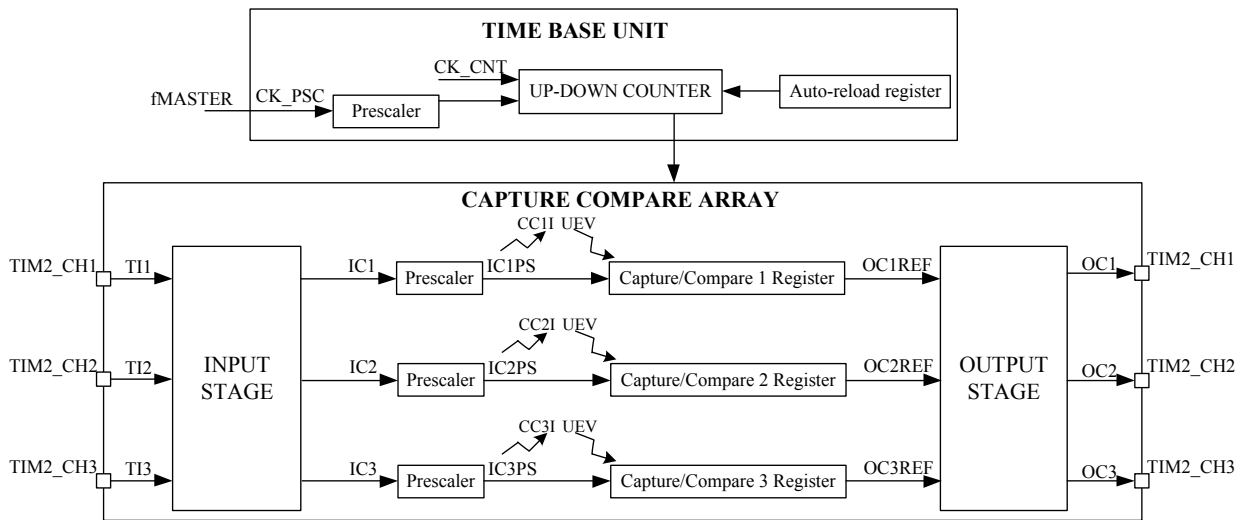 TIME BASE UNIT
CK_CNT
fMASTER
CK_PSC
Prescaler
UP-DOWN COUNTER
Auto-reload register
CAPTURE COMPARE ARRAY
CC1I UEV
TIM2_CH1
TI1
IC1
Prescaler
IC1PS
Capture/Compare 1 Register
OC1REF
OC1
TIM2_CH1
CC2I UEV
TIM2_CH2
TI2
INPUT
STAGE
IC2
Prescaler
IC2PS
Capture/Compare 2 Register
OC2REF
OUTPUT
STAGE
OC2
TIM2_CH2
CC3I UEV
TIM2_CH3
TI3
IC3
Prescaler
IC3PS
Capture/Compare 3 Register
OC3REF
OC3
TIM2_CH3